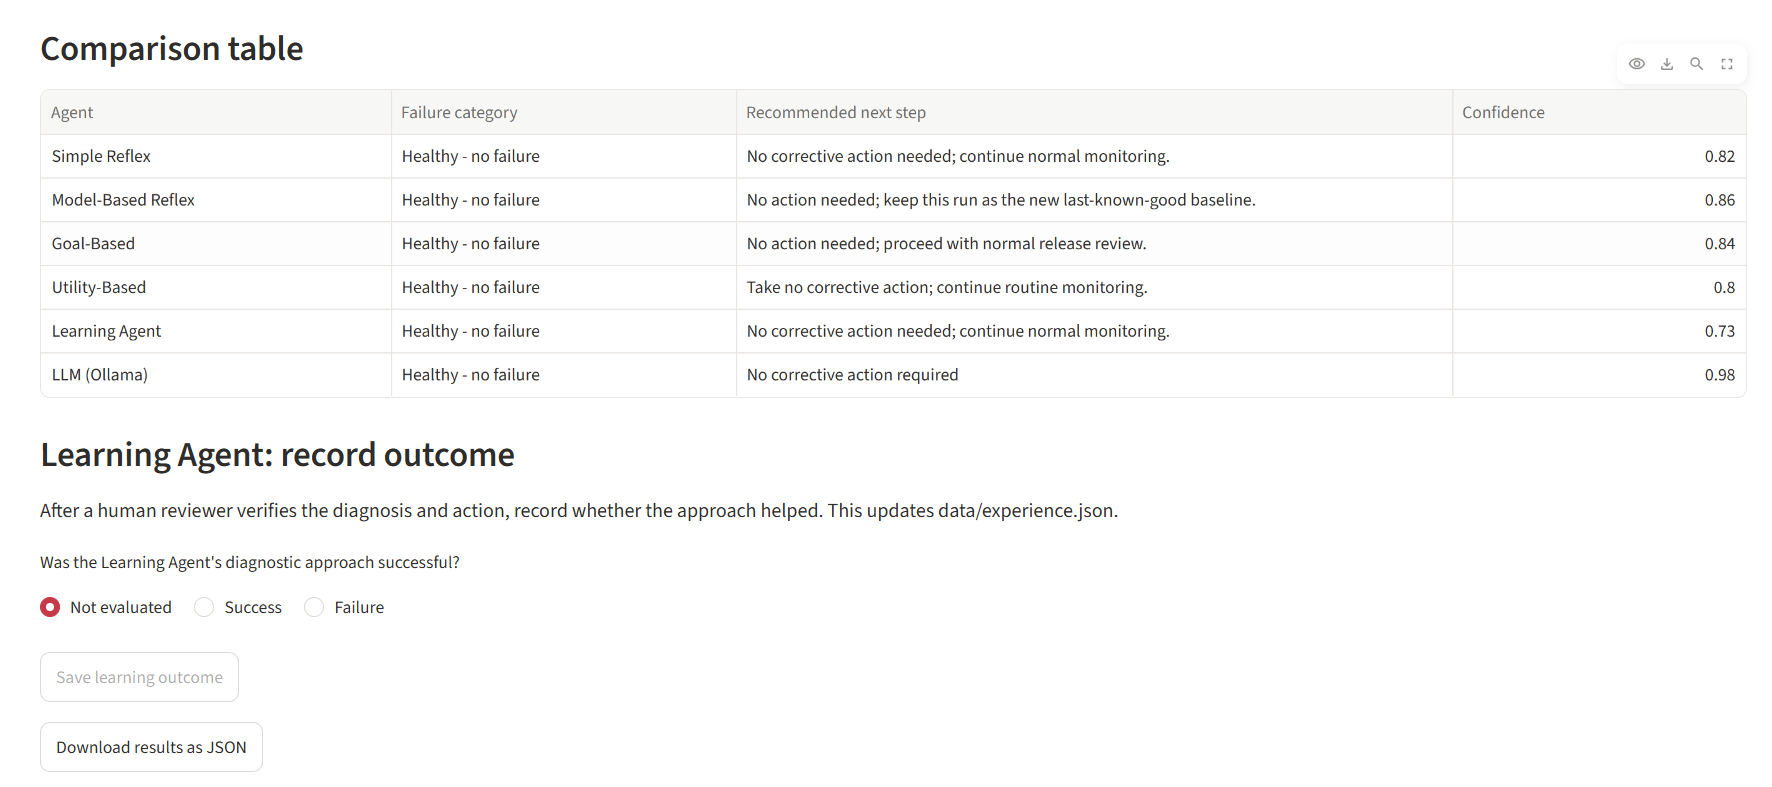 Comparison table
Agent Failure category Recommended next step Confidence
Simple Reflex Healthy - no failure No corrective action needed; continue normal monitoring. 0.82
Model-Based Reflex Healthy - no failure No action needed; keep this run as the new last-known-good baseline. 0.86
Goal-Based Healthy - no failure No action needed; proceed with normal release review. 0.84
Utility-Based Healthy - no failure Take no corrective action; continue routine monitoring. 0.8
Learning Agent Healthy - no failure No corrective action needed; continue normal monitoring. 0.73
LLM (Ollama) Healthy - no failure No corrective action required 0.98
Learning Agent: record outcome
After a human reviewer verifies the diagnosis and action, record whether the approach helped. This updates data/experience.json.
Was the Learning Agent's diagnostic approach successful?
Not evaluated Success Failure
Save learning outcome
Download results as JSON